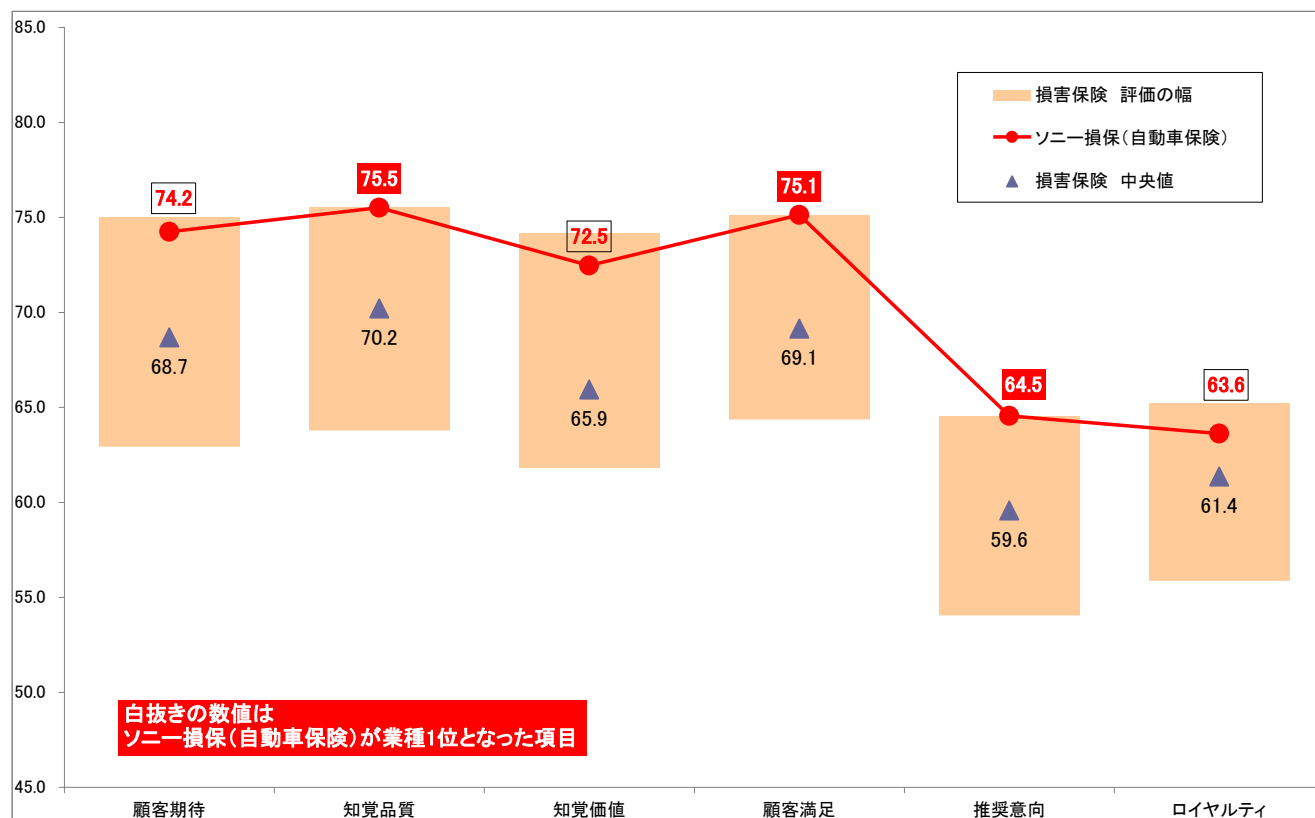 85.0
80.0
75.0
70.0
65.0
60.0
55.0
50.0
45.0
損害保険 評価の幅
ソニー損保(自動車保険)
損害保険 中央値
74.2
75.5
72.5
75.1
64.5
63.6
68.7
70.2
65.9
69.1
59.6
61.4
白抜きの数値は
ソニー損保(自動車保険)が業種1位となった項目
顧客期待
知覚品質
知覚価値
顧客満足
推奨意向
ロイヤルティ